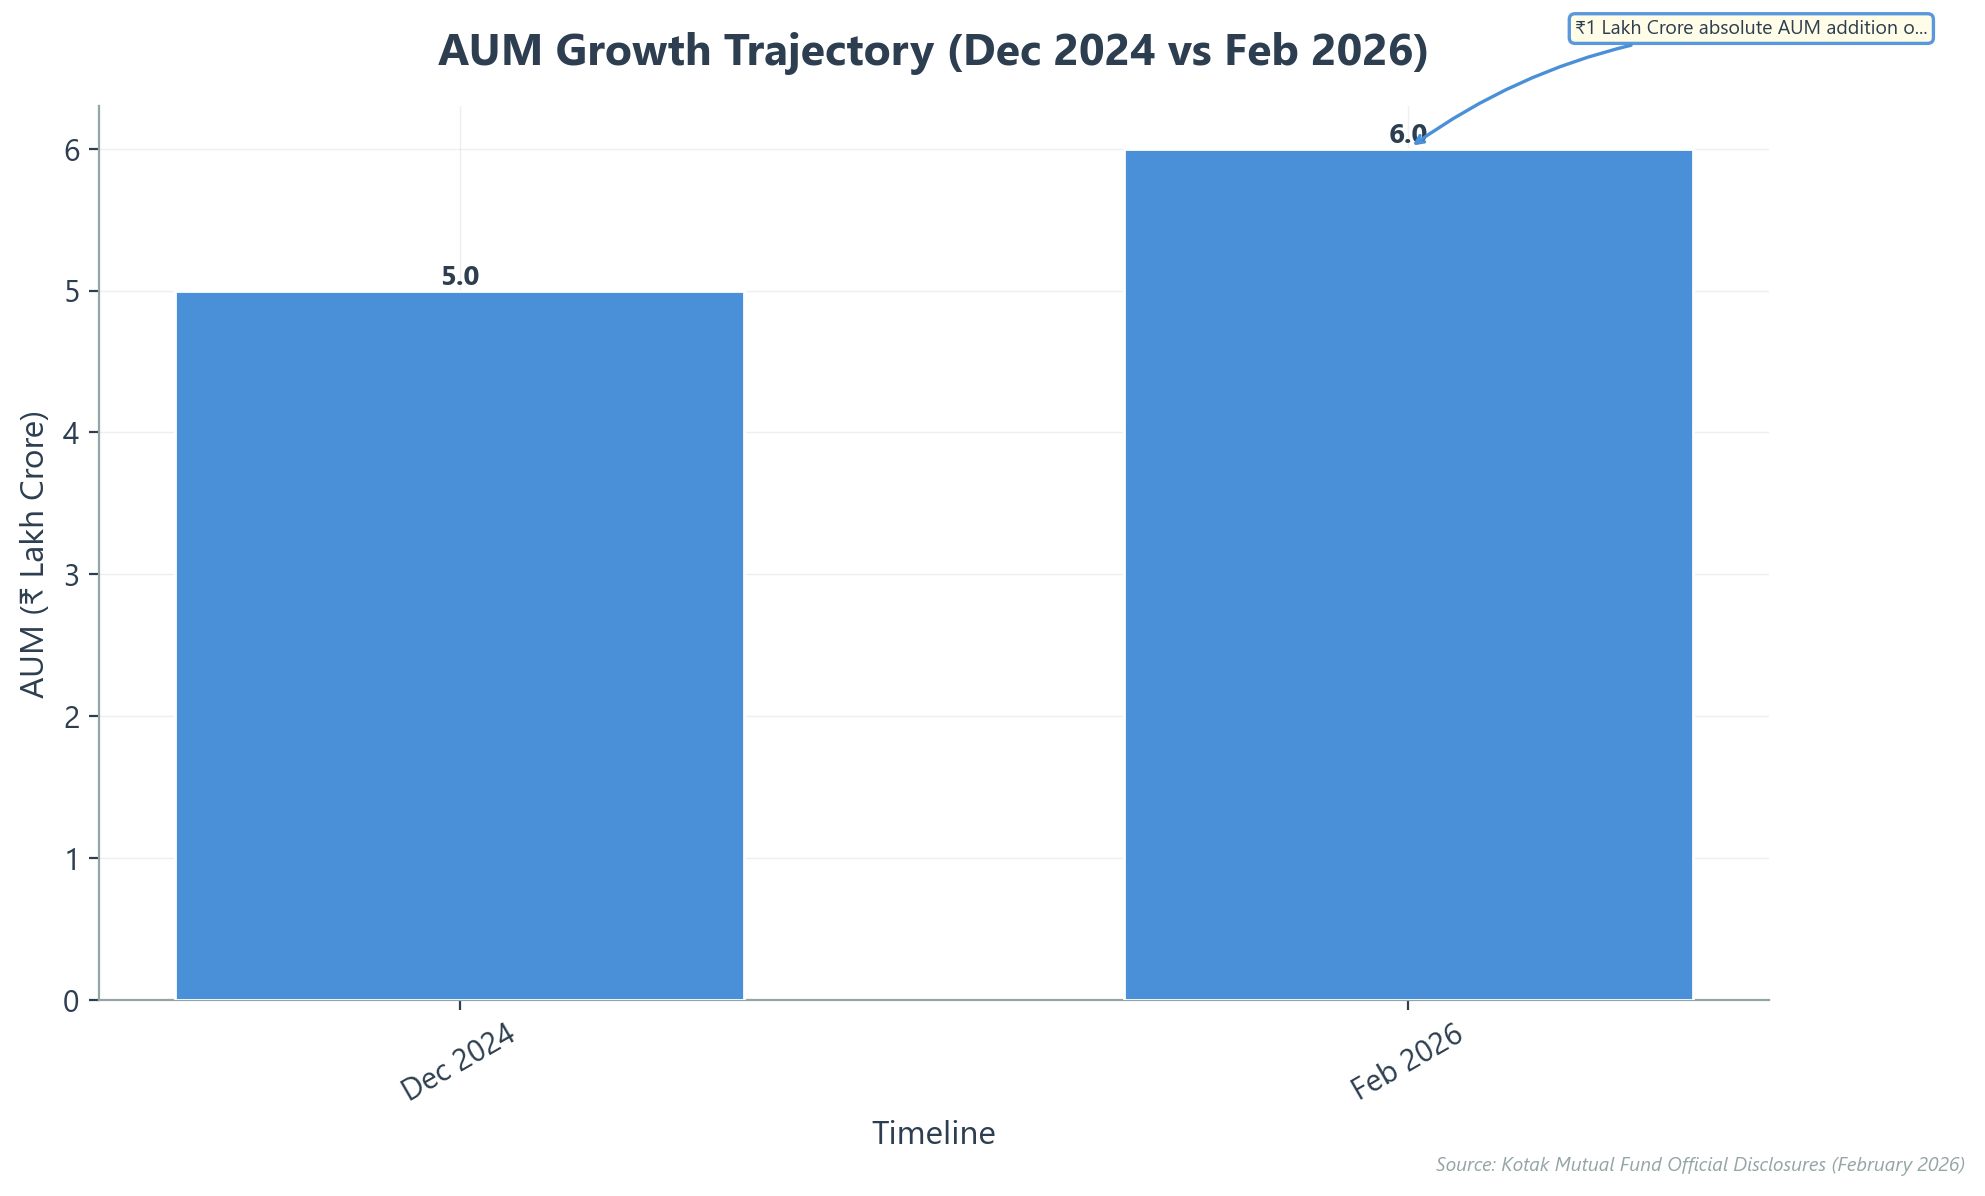 AUM Growth Trajectory (Dec 2024 vs Feb 2026)
₹1 Lakh Crore absolute AUM addition o...
AUM (₹ Lakh Crore)
6
5
4
3
2
1
0
5.0
6.0
Dec 2024
Feb 2026
Timeline
Source: Kotak Mutual Fund Official Disclosures (February 2026)